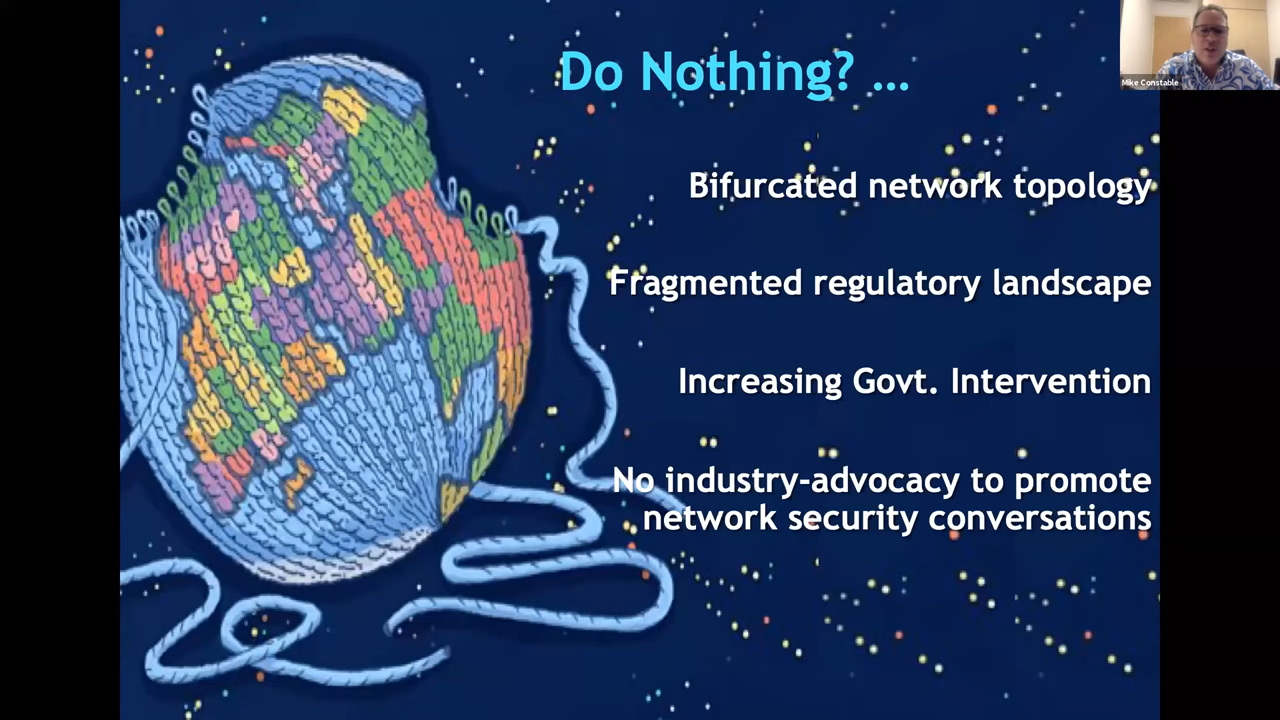 Do Nothing? ...
Mike Constable
Bifurcated network topology
Fragmented regulatory landscape
Increasing Govt. Intervention
No industry-advocacy to promote
network security conversations